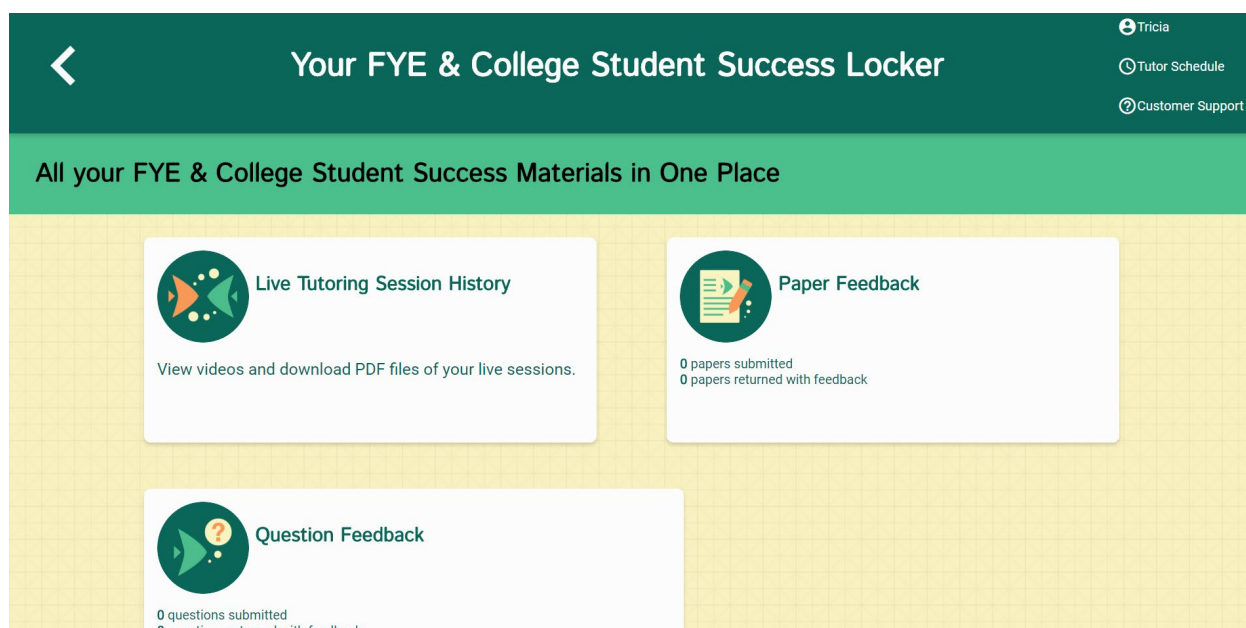 Your FYE & College Student Success Locker
Tricia
Tutor Schedule
Customer Support
All your FYE & College Student Success Materials in One Place
Live Tutoring Session History
View videos and download PDF files of your live sessions.
Paper Feedback
0 papers submitted
0 papers returned with feedback
Question Feedback
?
0 questions submitted